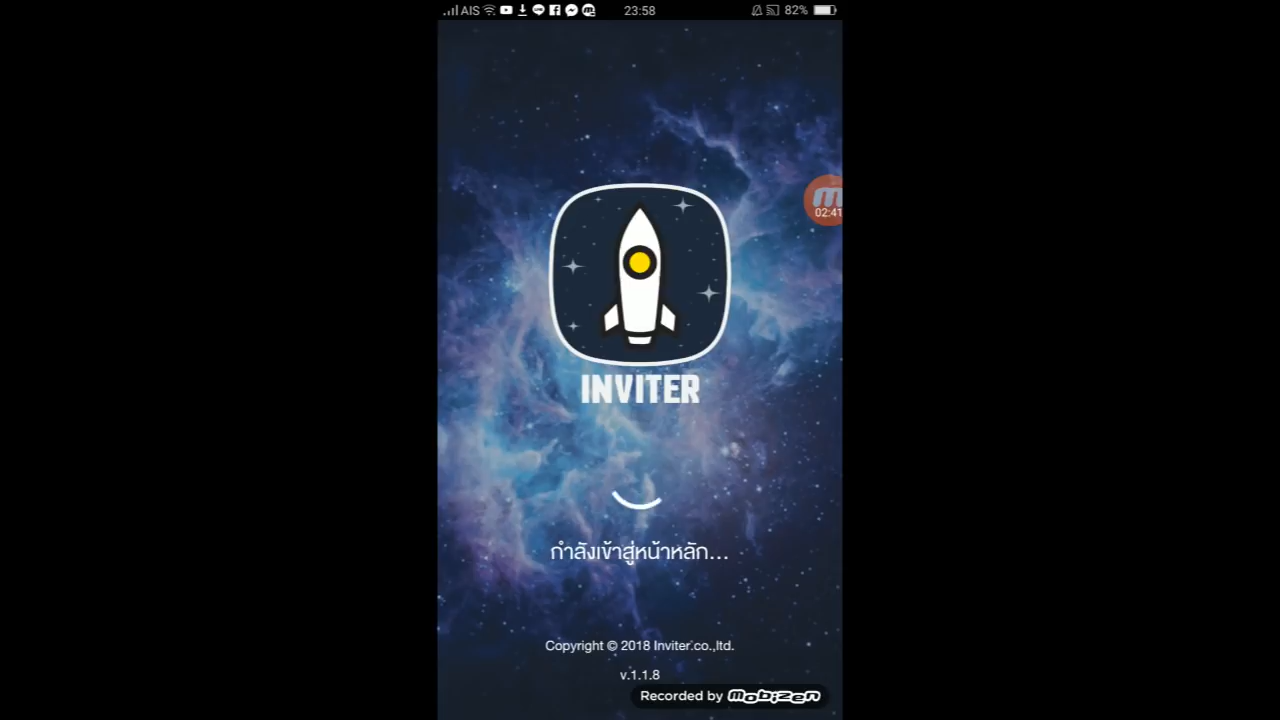 AIS 23:58 82%
02:41
INVITER
กำลังเข้าสู่หน้าหลัก...
Copyright © 2018 Inviter.co.,ltd.
v.1.1.8
Recorded by mobizen